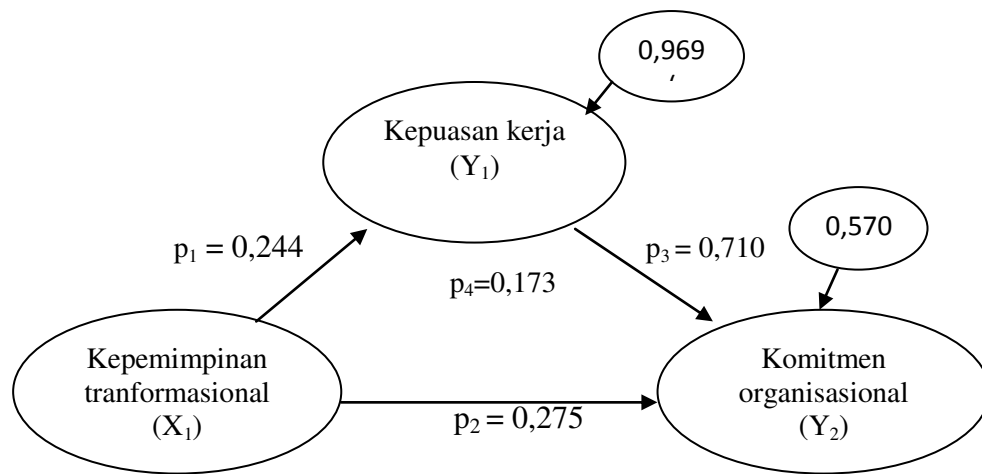 0,969
,
Kepuasan kerja
(Y₁)
0,570
p₁ = 0,244
p₃ = 0,710
p₄=0,173
Kepemimpinan
tranformasional
(X₁)
Komitmen
organisasional
(Y₂)
p₂ = 0,275